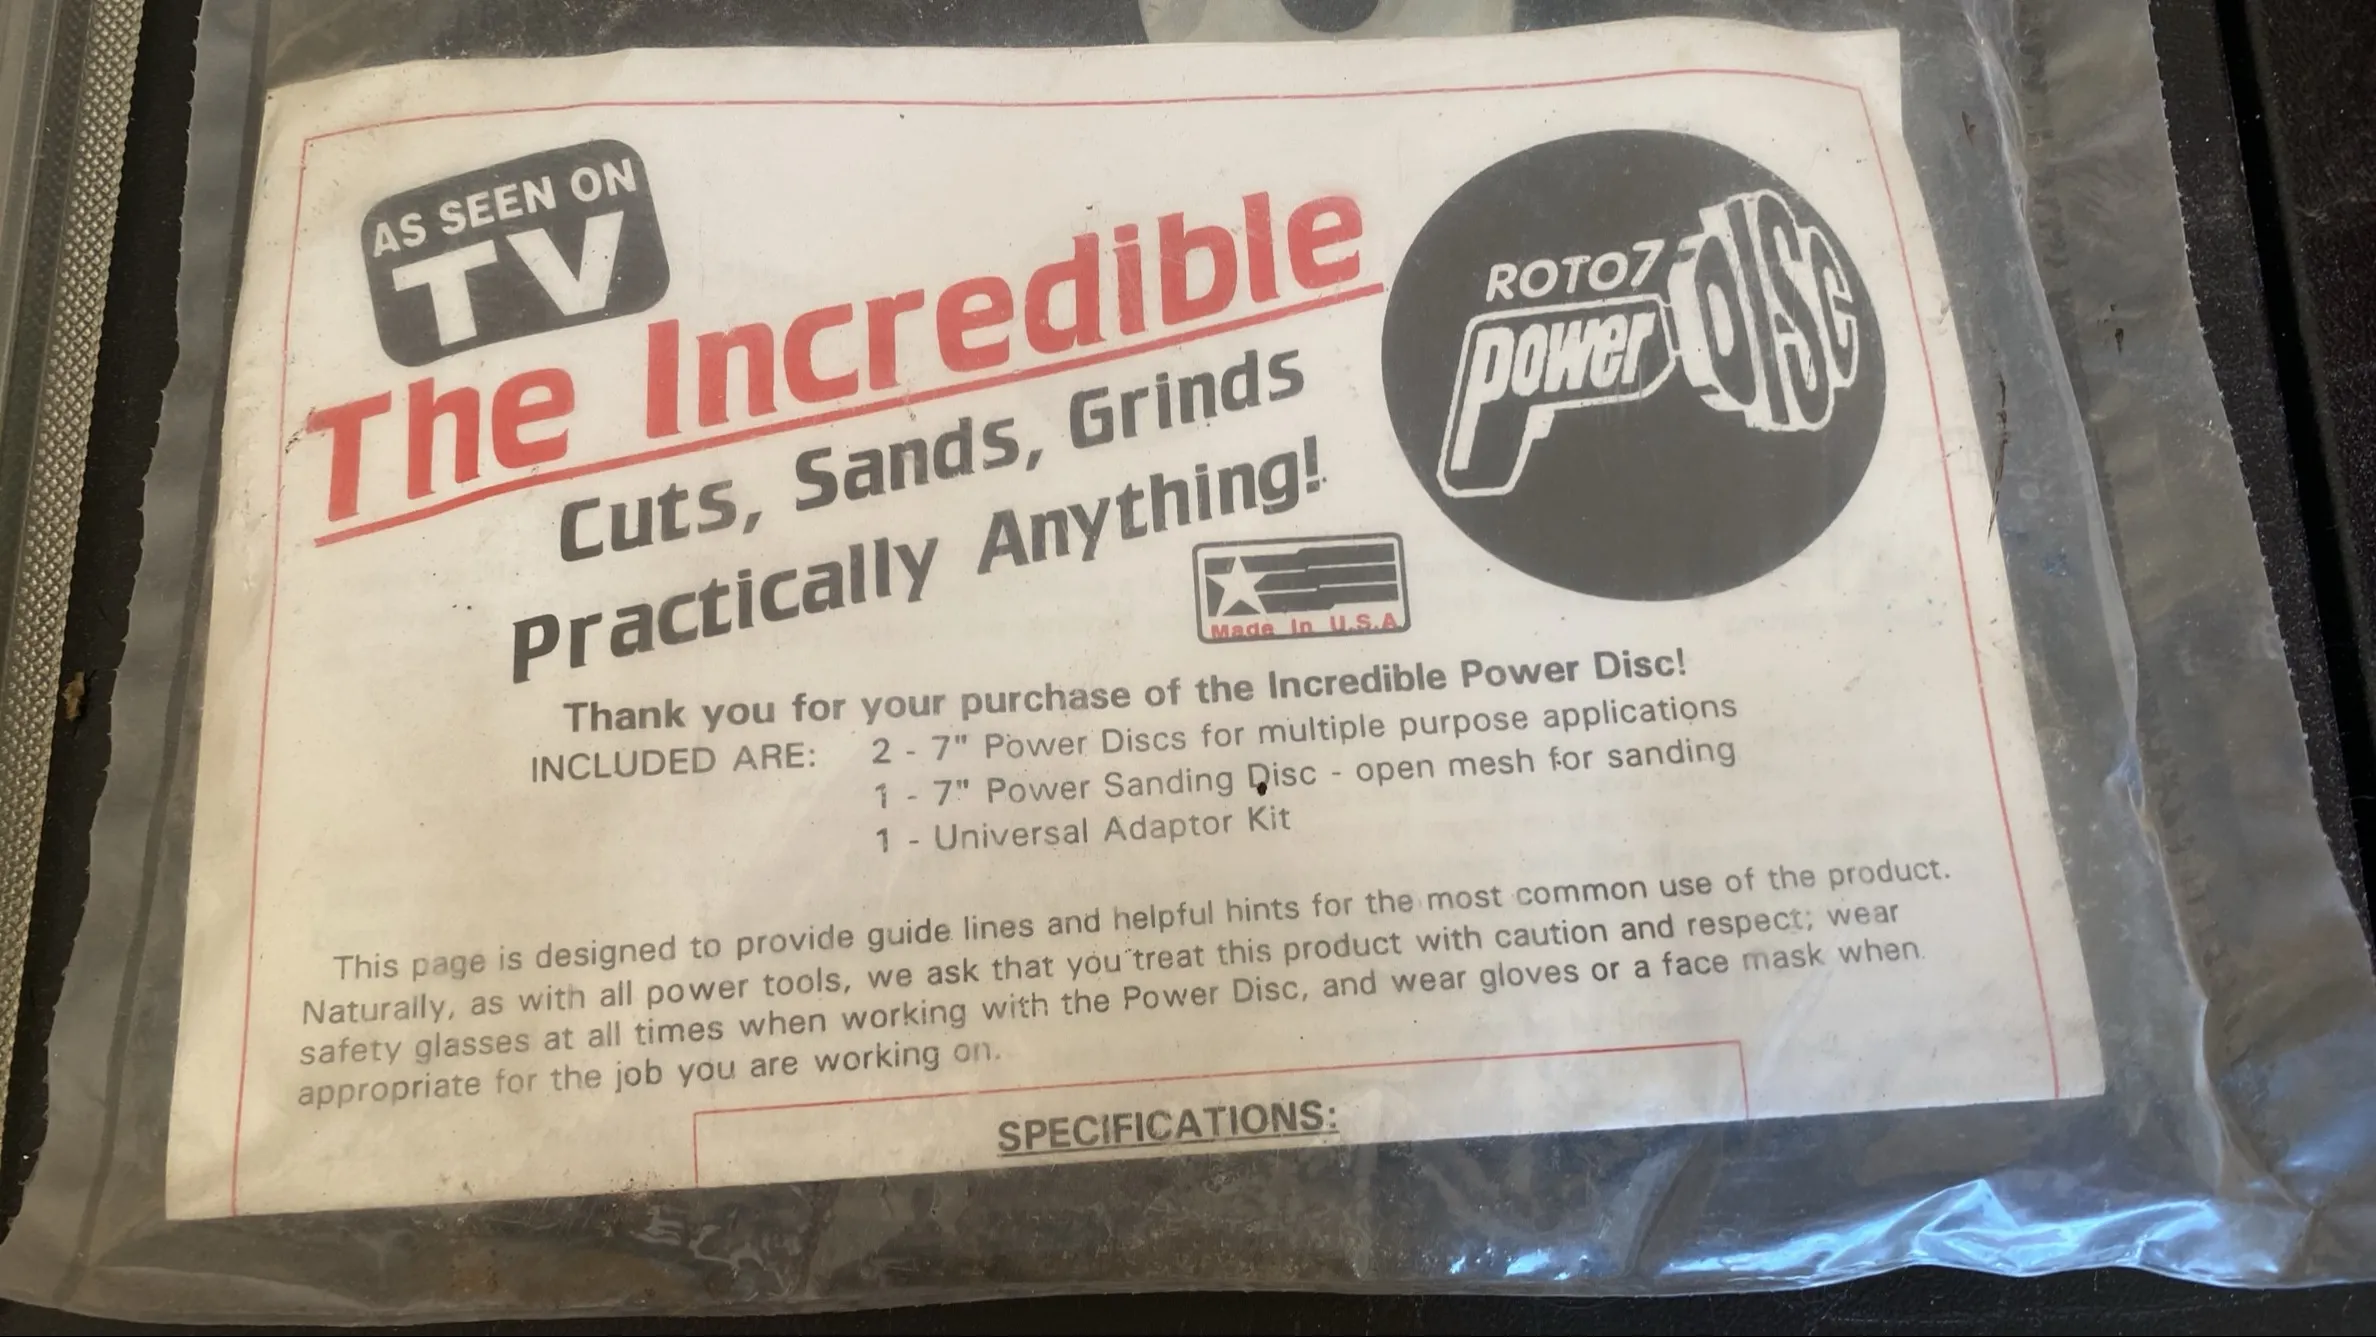 AS SEEN ON
TV
The Incredible
Cuts, Sands, Grinds
Practically Anything!
ROTO7
power DISC
Made In U.S.A
Thank you for your purchase of the Incredible Power Disc!
INCLUDED ARE: 2 - 7" Power Discs for multiple purpose applications
1 - 7" Power Sanding Disc - open mesh for sanding
1 - Universal Adaptor Kit
This page is designed to provide guide lines and helpful hints for the most common use of the product.
Naturally, as with all power tools, we ask that you treat this product with caution and respect; wear
safety glasses at all times when working with the Power Disc, and wear gloves or a face mask when
appropriate for the job you are working on.
SPECIFICATIONS: